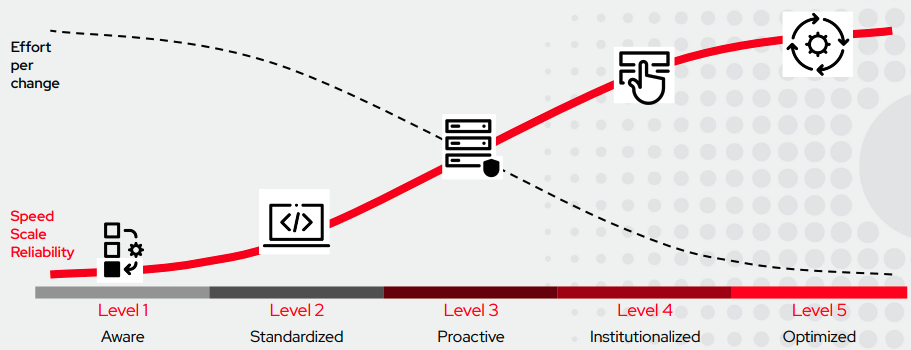 Effort
per
change
Speed
Scale
Reliability
</>
Level 1
Level 2
Level 3
Level 4
Level 5
Aware
Standardized
Proactive
Institutionalized
Optimized